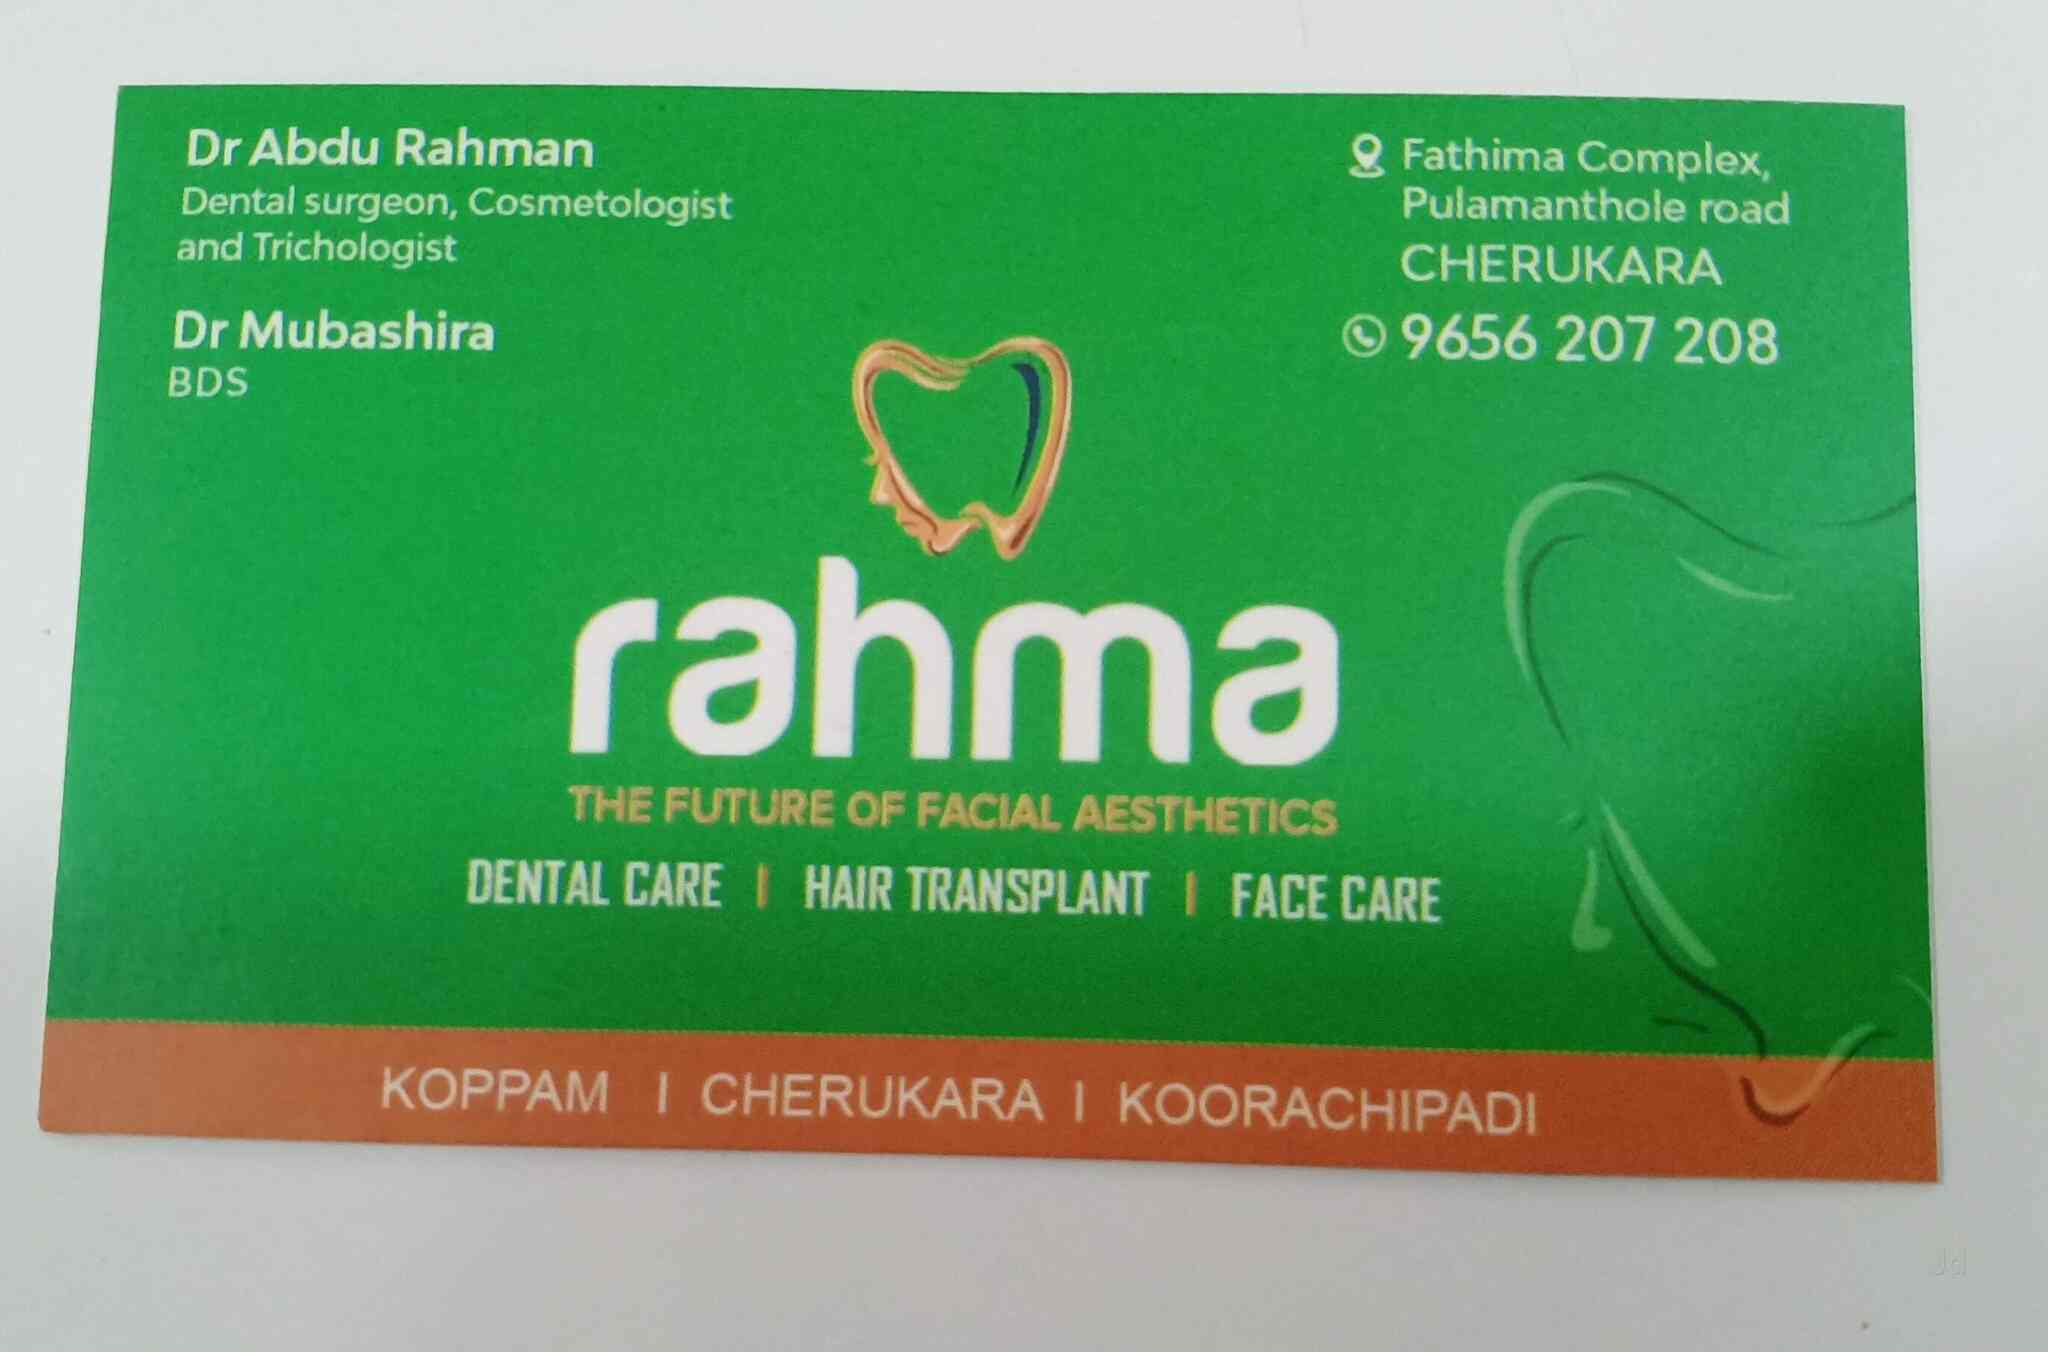 Dr Abdu Rahman
Dental surgeon, Cosmetologist
and Trichologist
Dr Mubashira
BDS
Fathima Complex,
Pulamanthole road
CHERUKARA
9656 207 208
rahma
THE FUTURE OF FACIAL AESTHETICS
DENTAL CARE | HAIR TRANSPLANT | FACE CARE
KOPPAM | CHERUKARA | KOORACHIPADI
Jd